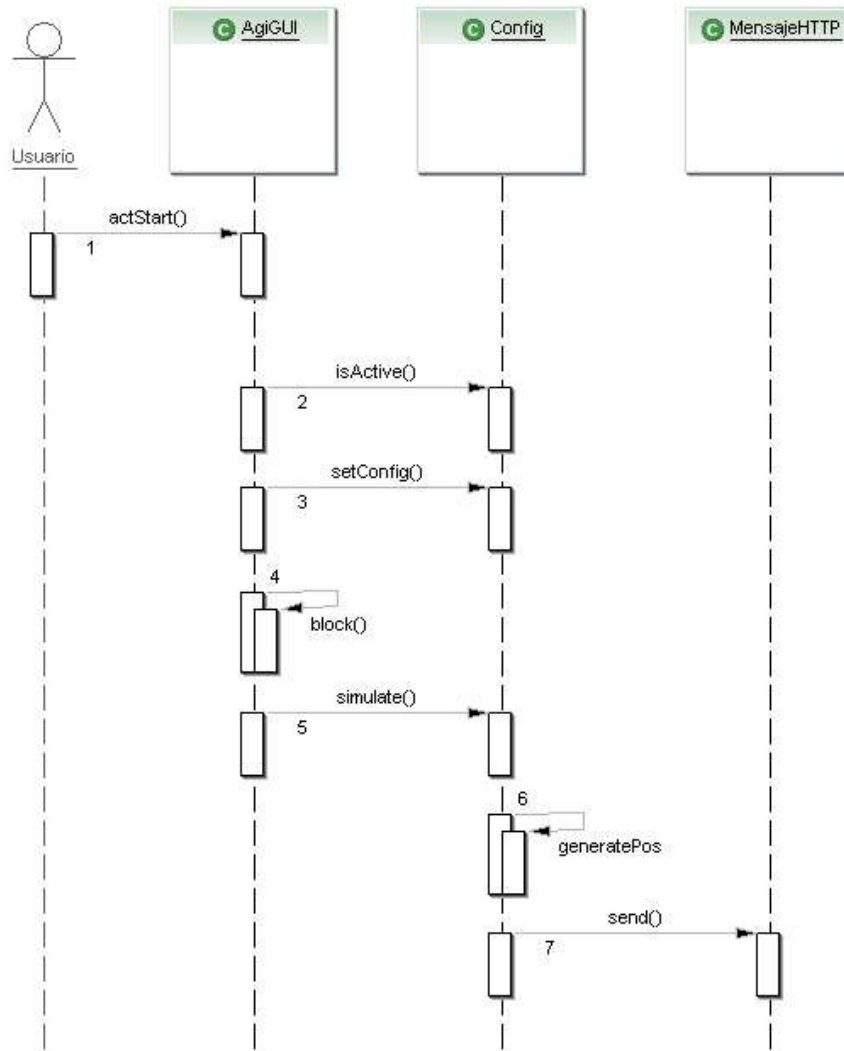 C AgiGUI
C Config
C MensajeHTTP
Usuario
actStart()
1
isActive()
2
setConfig()
3
4
block()
simulate()
5
6
generatePos
send()
7